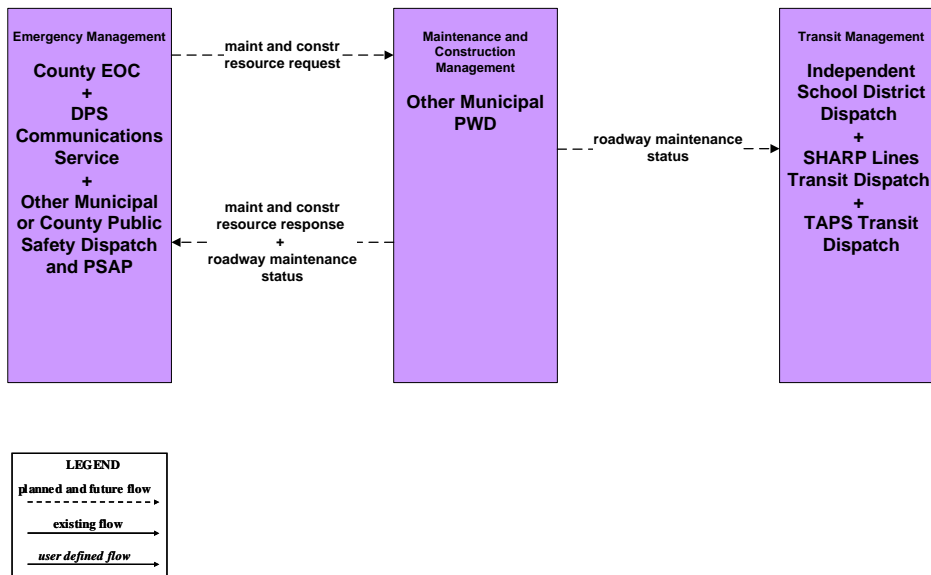 Emergency Management
County EOC
+
DPS
Communications
Service
+
Other Municipal
or County Public
Safety Dispatch
and PSAP
maint and constr
resource request
maint and constr
resource response
+
roadway maintenance
status
Maintenance and
Construction
Management
Other Municipal
PWD
roadway maintenance
status
Transit Management
Independent
School District
Dispatch
+
SHARP Lines
Transit Dispatch
+
TAPS Transit
Dispatch
LEGEND
planned and future flow
existing flow
user defined flow